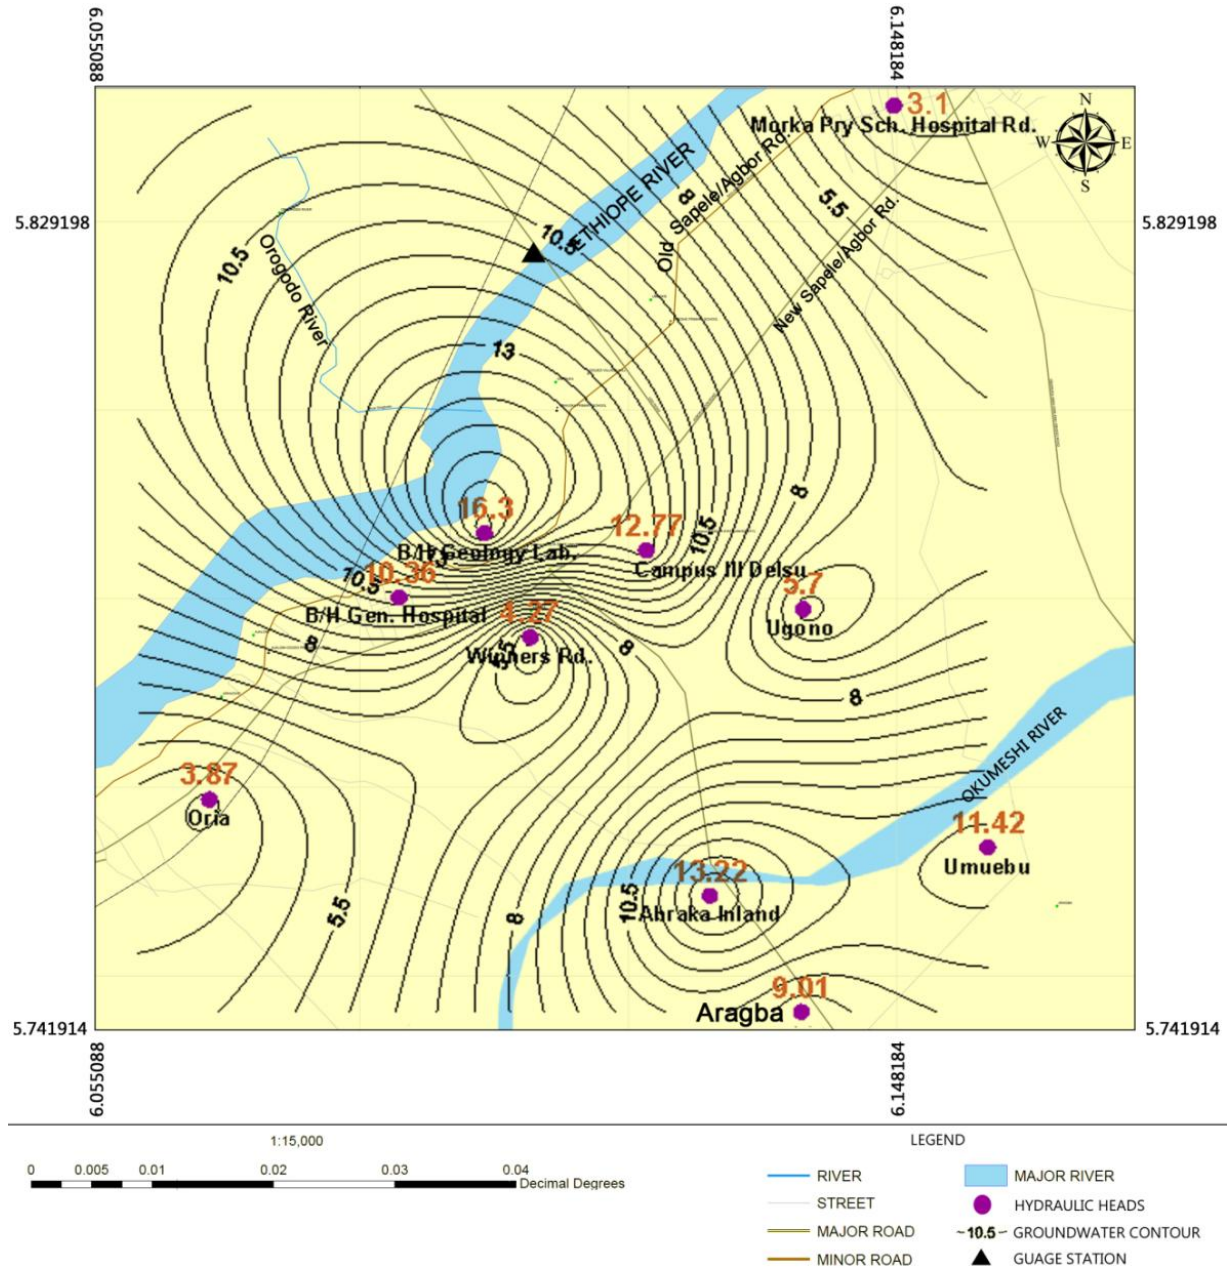 6.055088
6.148184
3.1
Morka Pry Sch. Hospital Rd.
N
W
E
S
ETHIOPE RIVER
Old Sapele/Agbor Rd.
8
5.5
5.829198
5.829198
10.5
10.5
Orogodo River
New Sapele/Agbor Rd.
13
8
16.3
12.77
10.5
B/H Geology Lab.
13
Campus III Delsu
10.5
10.36
5.7
B/H Gen. Hospital
4.27
Ugono
8
5.5
Winners Rd.
8
8
OKUMESHI RIVER
3.87
Oria
11.42
Umuebu
13.22
10.5
Abraka Inland
5.5
8
9.01
Aragba
5.741914
5.741914
6.055088
6.148184
1:15,000
0 0.005 0.01 0.02 0.03 0.04
Decimal Degrees
LEGEND
RIVER
MAJOR RIVER
STREET
HYDRAULIC HEADS
MAJOR ROAD
10.5 GROUNDWATER CONTOUR
MINOR ROAD
GUAGE STATION